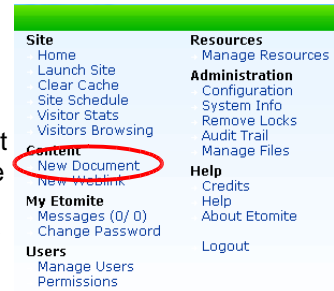 Site
Home
Launch Site
Clear Cache
Site Schedule
Visitor Stats
Visitors Browsing
Content
New Document
New Weblink
My Etomite
Messages (0/ 0)
Change Password
Users
Manage Users
Permissions
Resources
Manage Resources
Administration
Configuration
System Info
Remove Locks
Audit Trail
Manage Files
Help
Credits
Help
About Etomite
Logout